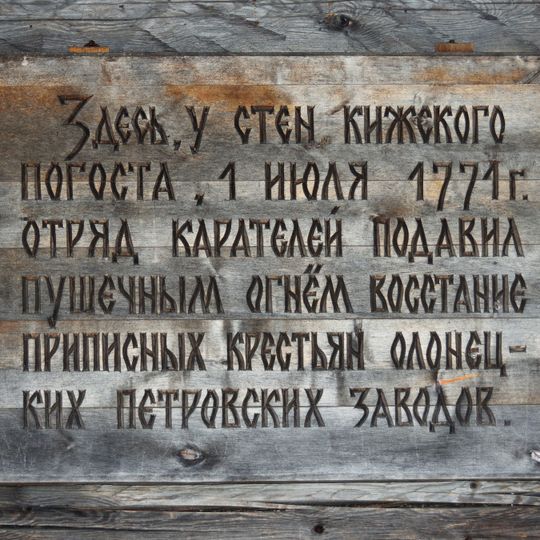 Здесь, у стен Кижского
погоста, 1 июля 1771 г.
отряд карателей подавил
пушечным огнём восстание
приписных крестьян Олонец-
ких Петровских заводов.